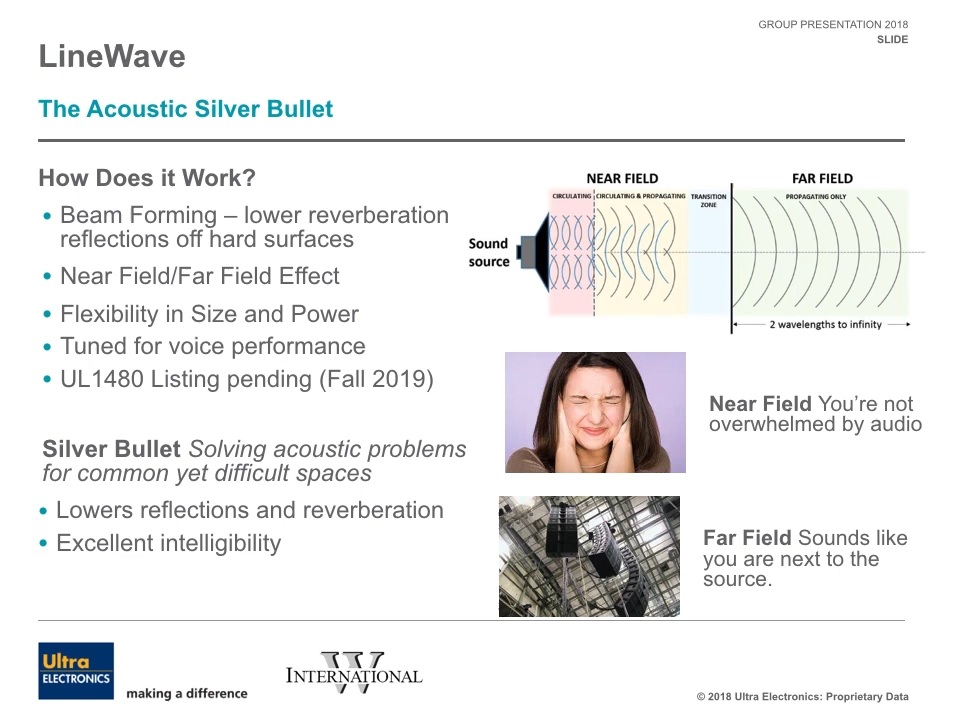 GROUP PRESENTATION 2018
SLIDE
LineWave
The Acoustic Silver Bullet
How Does it Work?
• Beam Forming – lower reverberation
reflections off hard surfaces
• Near Field/Far Field Effect
• Flexibility in Size and Power
• Tuned for voice performance
• UL1480 Listing pending (Fall 2019)
Silver Bullet Solving acoustic problems
for common yet difficult spaces
• Lowers reflections and reverberation
• Excellent intelligibility
NEAR FIELD
FAR FIELD
CIRCULATING
CIRCULATING & PROPAGATING
TRANSITION
ZONE
PROPAGATING ONLY
Sound
source
2 wavelengths to infinity
Near Field You’re not
overwhelmed by audio
Far Field Sounds like
you are next to the
source.
Ultra
ELECTRONICS
making a difference
W
INTERNATIONAL
© 2018 Ultra Electronics: Proprietary Data